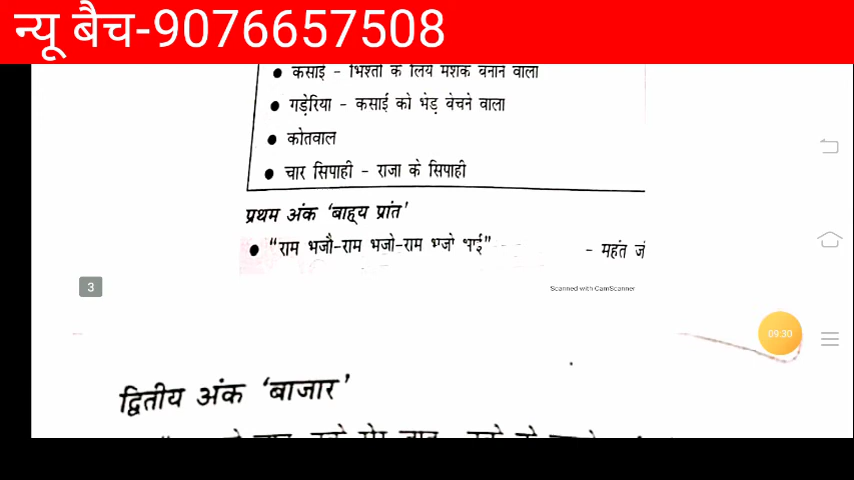 न्यू बैच-9076657508
• कसाई - भिश्ती के लिये मशक बनाने वाला
• गड़ेरिया - कसाई को भेड़ बेचने वाला
• कोतवाल
• चार सिपाही - राजा के सिपाही
प्रथम अंक 'बाह्य प्रांत'
• "राम भजौ-राम भजो-राम भजो भाई" - महंत जं
3
Scanned with CamScanner
09:30
द्वितीय अंक 'बाजार'